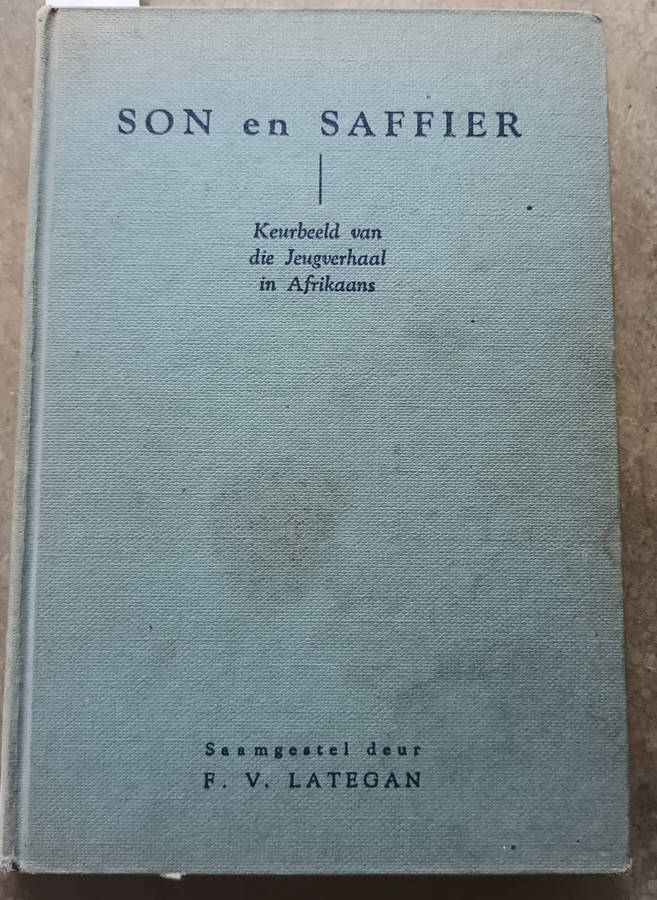 SON en SAFFIER
Keurbeeld van
die Jeugverhaal
in Afrikaans
Saamgestel deur
F. V. LATEGAN